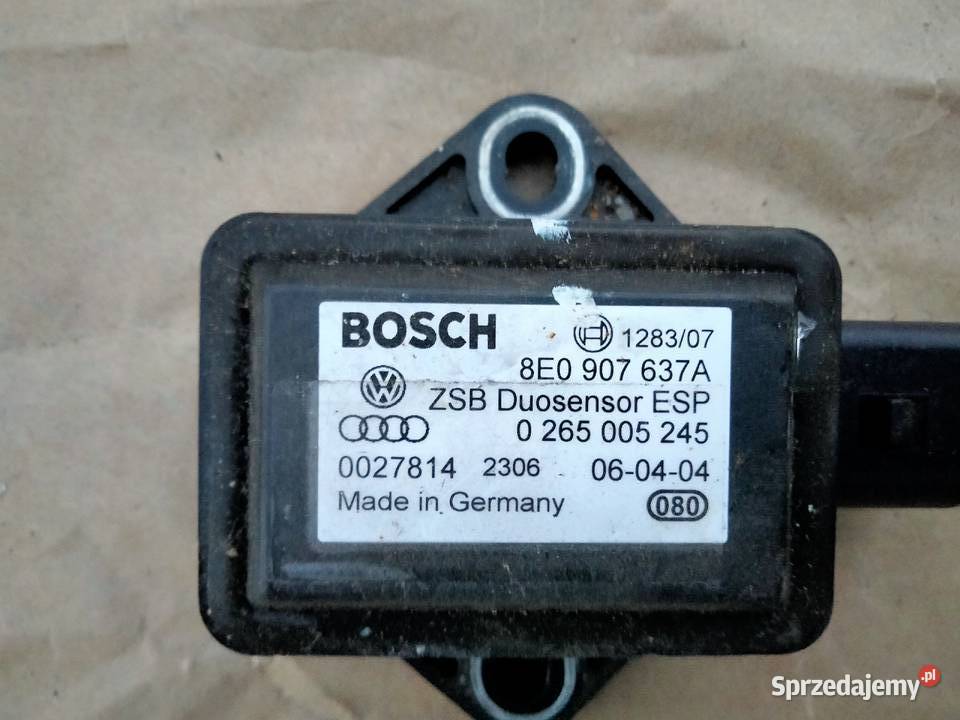 BOSCH 1283/07
8E0 907 637A
ZSB Duosensor ESP
0 265 005 245
0027814 2306 06-04-04
Made in Germany 080
Sprzedajemy.pl